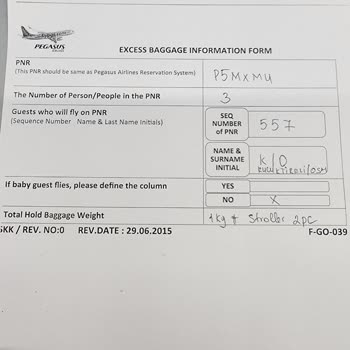 PEGASUS
EXCESS BAGGAGE INFORMATION FORM
PNR
(This PNR should be same as Pegasus Airlines Reservation System)
P5MXMU
The Number of Person/People in the PNR
3
Guests who will fly on PNR
(Sequence Number Name & Last Name Initials)
SEQ NUMBER of PNR
557
NAME & SURNAME INITIAL
K/O
If baby guest flies, please define the column
YES
NO
X
Total Hold Baggage Weight
1kg + Stroller 2pc
KK / REV. NO:0 REV.DATE : 29.06.2015 F-GO-039